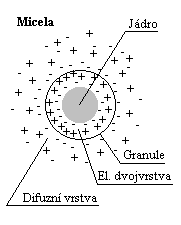 Micela
Jádro
Granule
El. dvojvrstva
Difuzní vrstva